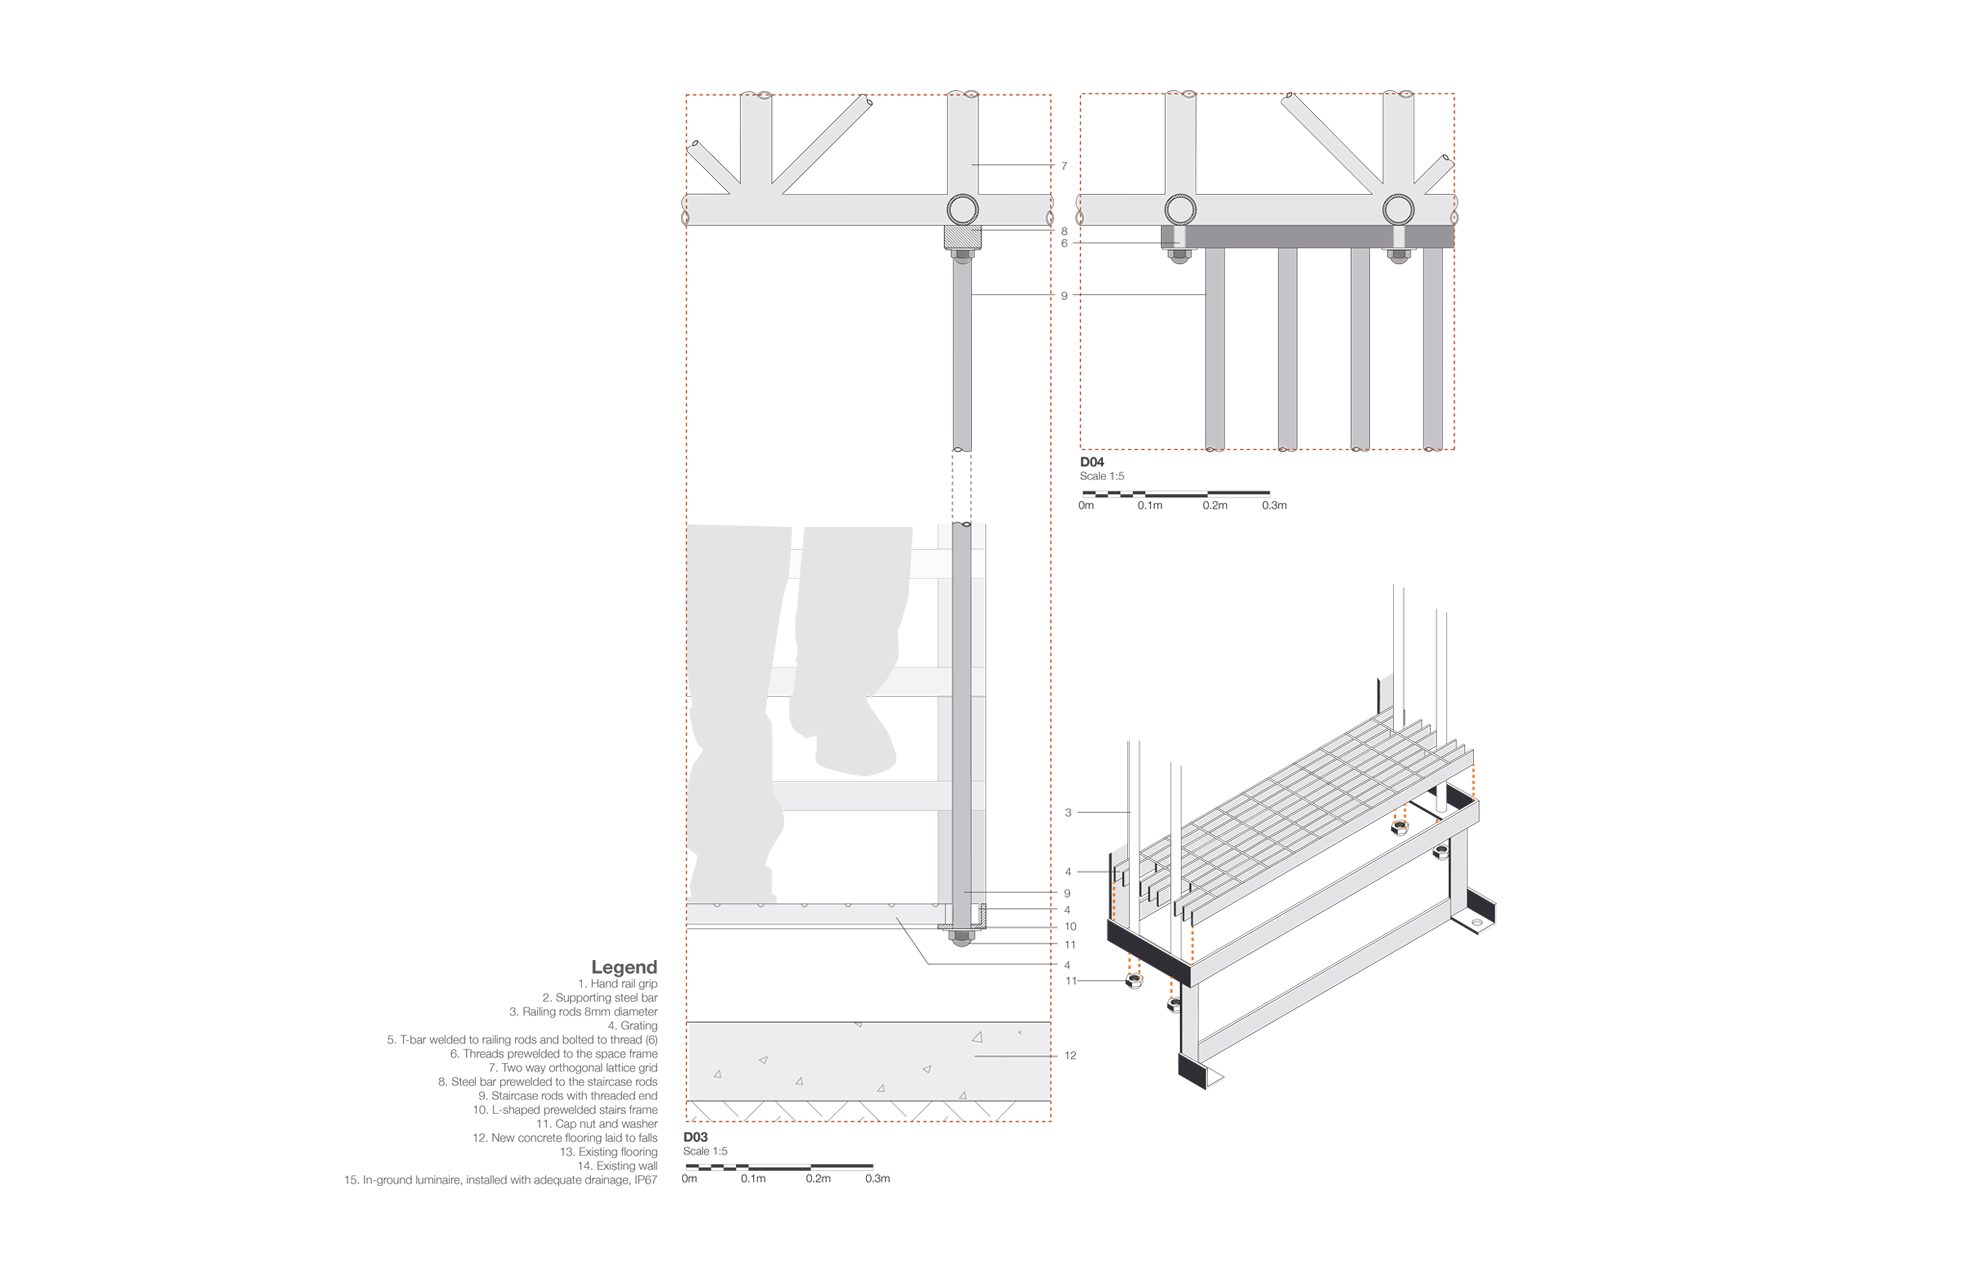 7
8
6
9
D04
Scale 1:5
0m 0.1m 0.2m 0.3m
3
4
9
4
10
11
4
11
12
Legend
1. Hand rail grip
2. Supporting steel bar
3. Railing rods 8mm diameter
4. Grating
5. T-bar welded to railing rods and bolted to thread (6)
6. Threads prewelded to the space frame
7. Two way orthogonal lattice grid
8. Steel bar prewelded to the staircase rods
9. Staircase rods with threaded end
10. L-shaped prewelded stairs frame
11. Cap nut and washer
12. New concrete flooring laid to falls
13. Existing flooring
14. Existing wall
15. In-ground luminaire, installed with adequate drainage, IP67
D03
Scale 1:5
0m 0.1m 0.2m 0.3m